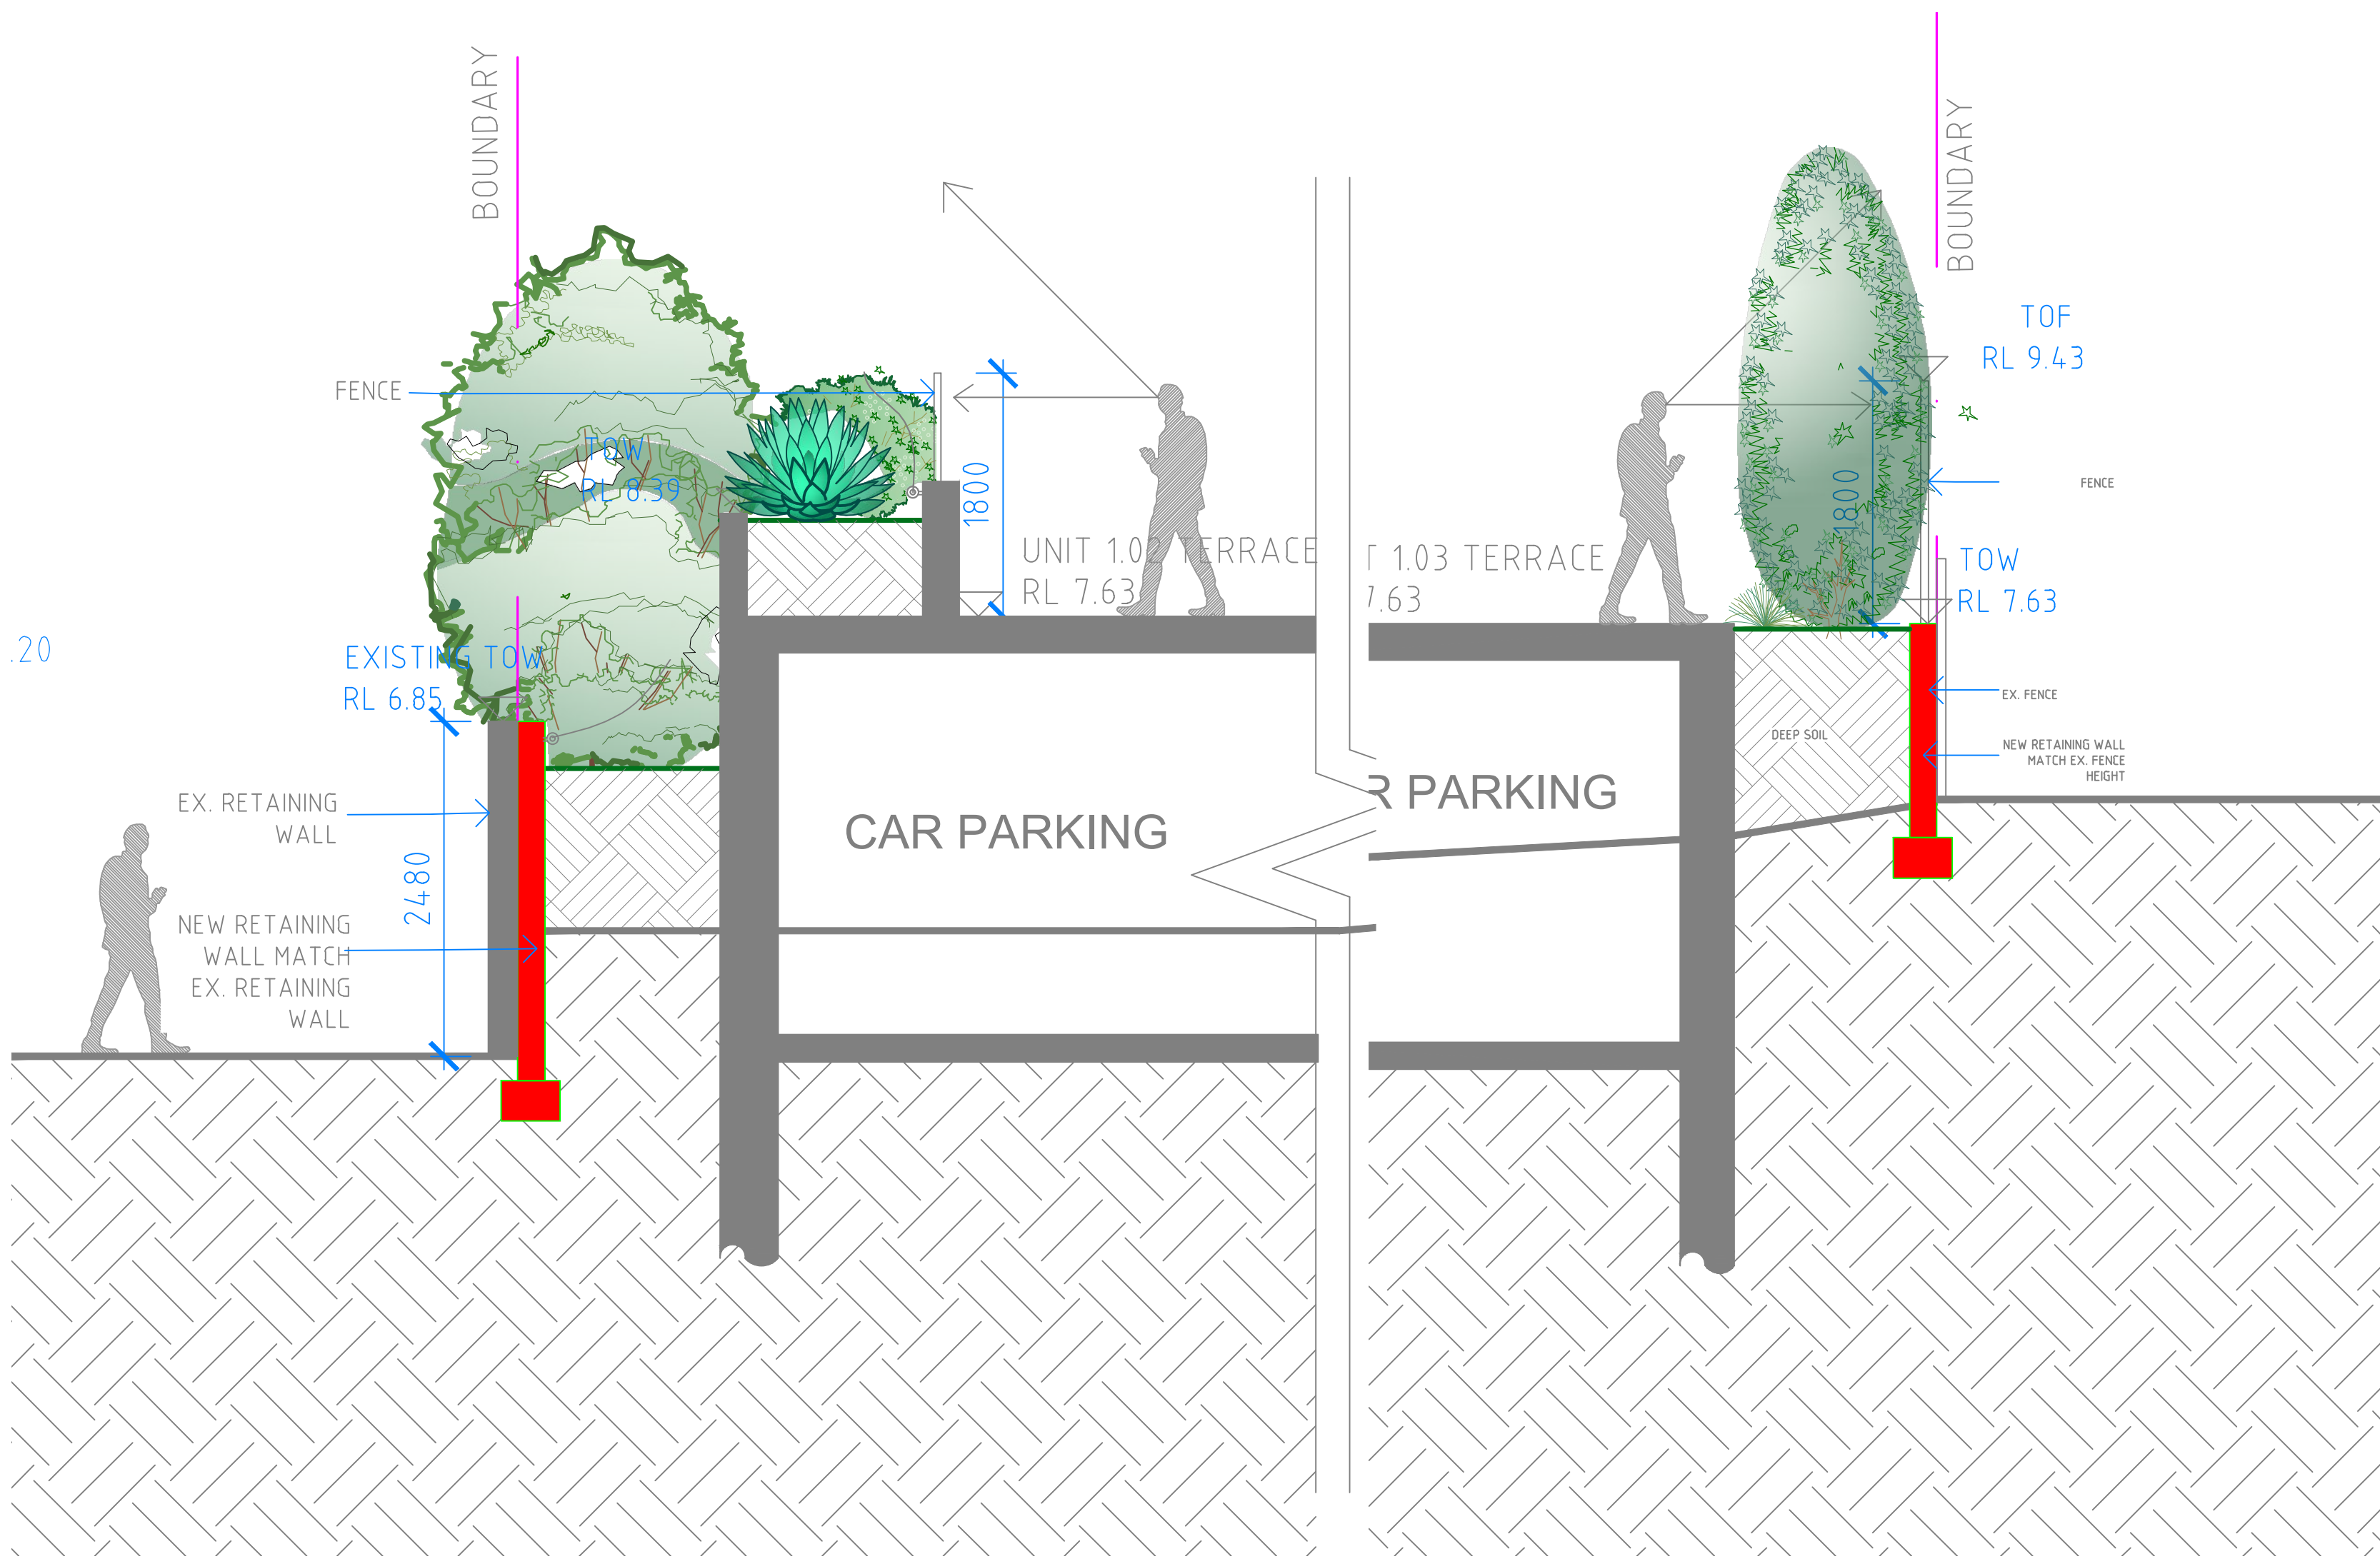 BOUNDARY
BOUNDARY
TOF
RL 9.43
FENCE
TOW
RL 8.39
1800
1800
FENCE
UNIT 1.02 TERRACE
RL 7.63
T 1.03 TERRACE
7.63
TOW
RL 7.63
.20
EXISTING TOW
RL 6.85
EX. FENCE
DEEP SOIL
NEW RETAINING WALL
MATCH EX. FENCE
HEIGHT
EX. RETAINING
WALL
CAR PARKING
R PARKING
2480
NEW RETAINING
WALL MATCH
EX. RETAINING
WALL